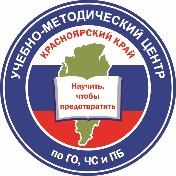 УЧЕБНО-МЕТОДИЧЕСКИЙ ЦЕНТР
КРАСНОЯРСКИЙ КРАЙ
Научить,
чтобы
предотвратить
по ГО, ЧС и ПБ